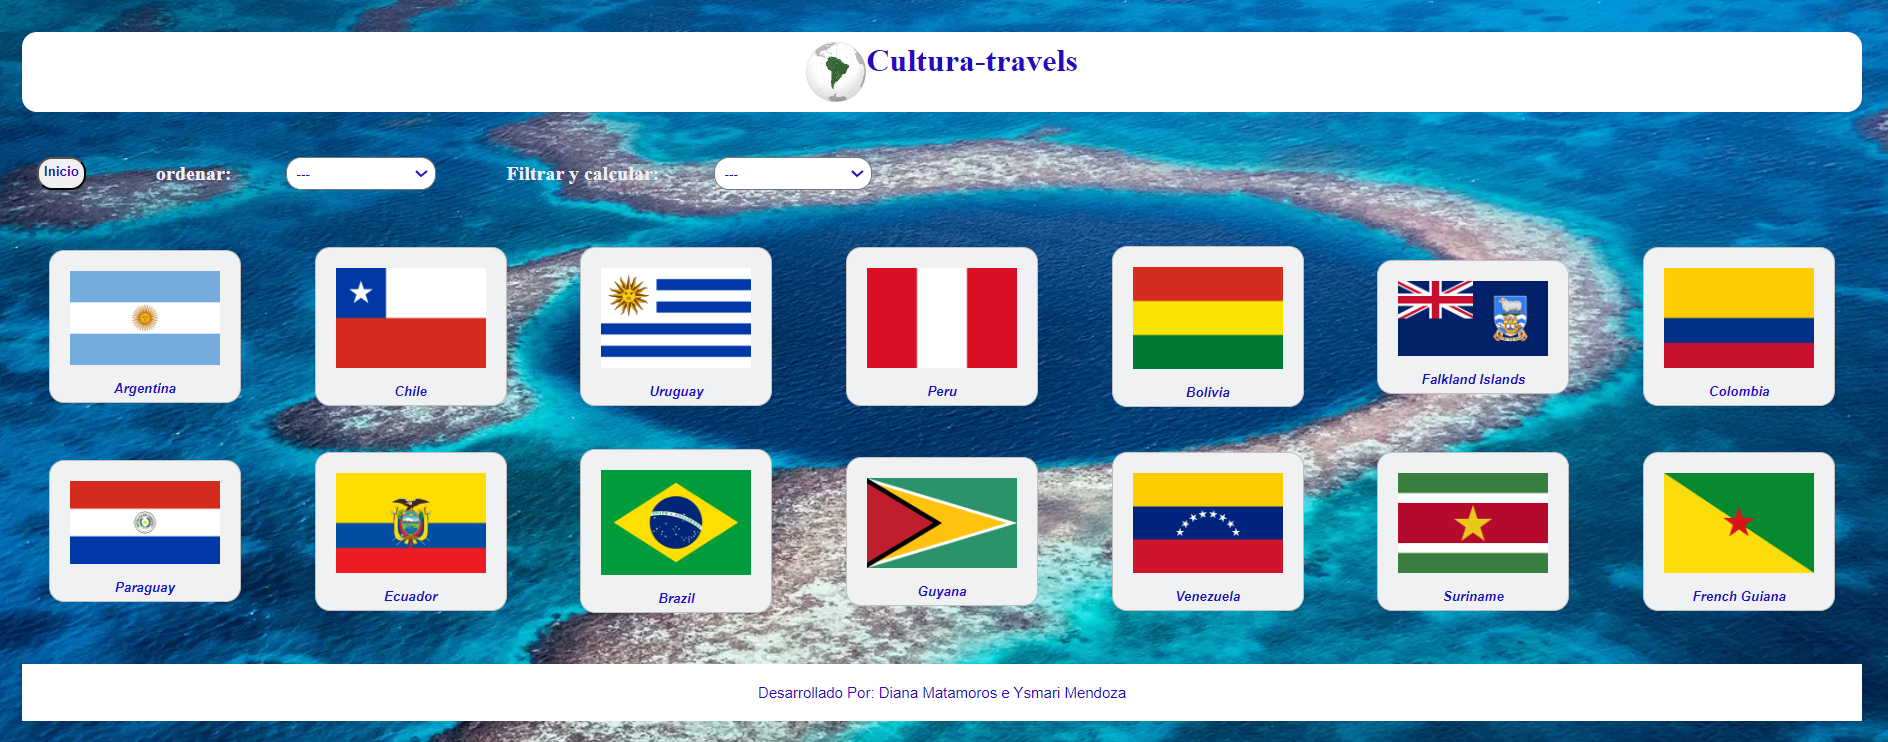 Cultura-travels
Inicio
ordenar:
---
Filtrar y calcular:
---
Argentina
Chile
Uruguay
Peru
Bolivia
Falkland Islands
Colombia
Paraguay
Ecuador
Brazil
Guyana
Venezuela
Suriname
French Guiana
Desarrollado Por: Diana Matamoros e Ysmari Mendoza